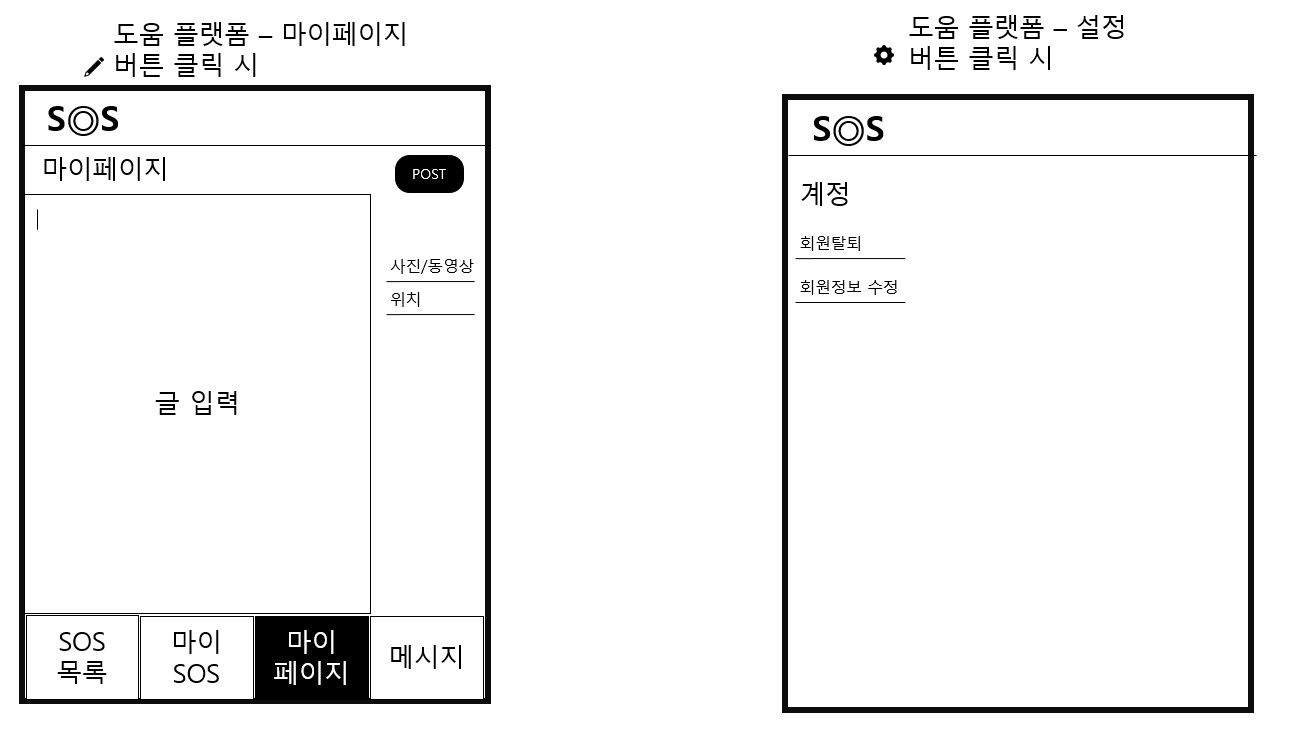 도움 플랫폼 – 마이페이지
버튼 클릭 시
S◎S
마이페이지
POST
사진/동영상
위치
글 입력
SOS
목록
마이
SOS
마이
페이지
메시지
도움 플랫폼 – 설정
버튼 클릭 시
S◎S
계정
회원탈퇴
회원정보 수정